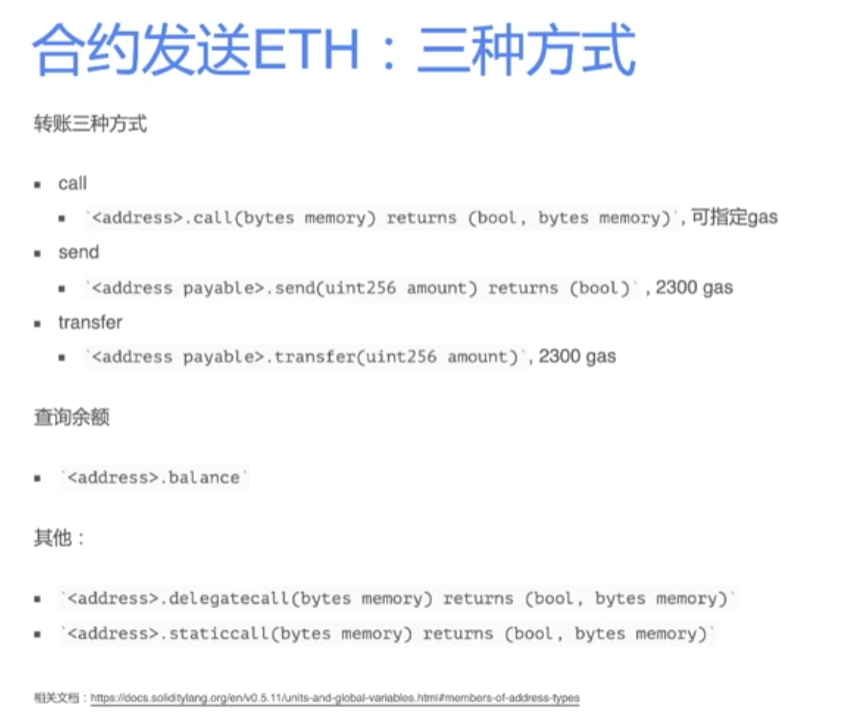 合约发送ETH：三种方式
转账三种方式
▪ call
▪ `<address>.call(bytes memory) returns (bool, bytes memory)`, 可指定gas
▪ send
▪ `<address payable>.send(uint256 amount) returns (bool)` , 2300 gas
▪ transfer
▪ `<address payable>.transfer(uint256 amount)`, 2300 gas
查询余额
▪ `<address>.balance`
其他：
▪ `<address>.delegatecall(bytes memory) returns (bool, bytes memory)`
▪ `<address>.staticcall(bytes memory) returns (bool, bytes memory)`
相关文档：https://docs.soliditylang.org/en/v0.5.11/units-and-global-variables.html#members-of-address-types